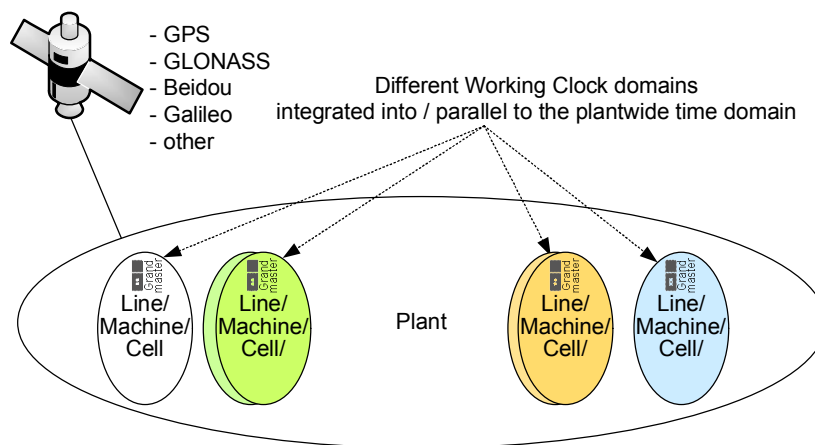 - GPS
- GLONASS
- Beidou
- Galileo
- other
Different Working Clock domains
integrated into / parallel to the plantwide time domain
Grand
master
Line/
Machine/
Cell
Grand
master
Line/
Machine/
Cell/
Plant
Grand
master
Line/
Machine/
Cell/
Grand
master
Line/
Machine/
Cell/